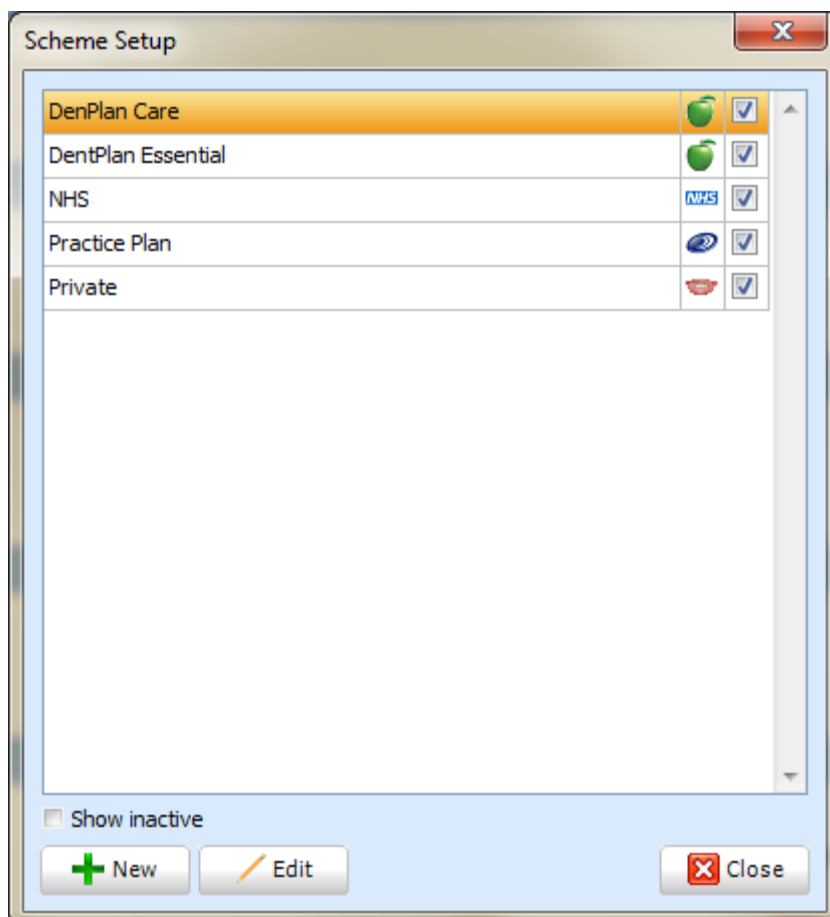 Scheme Setup
DenPlan Care
DentPlan Essential
NHS NHS
Practice Plan
Private
Show inactive
New Edit Close